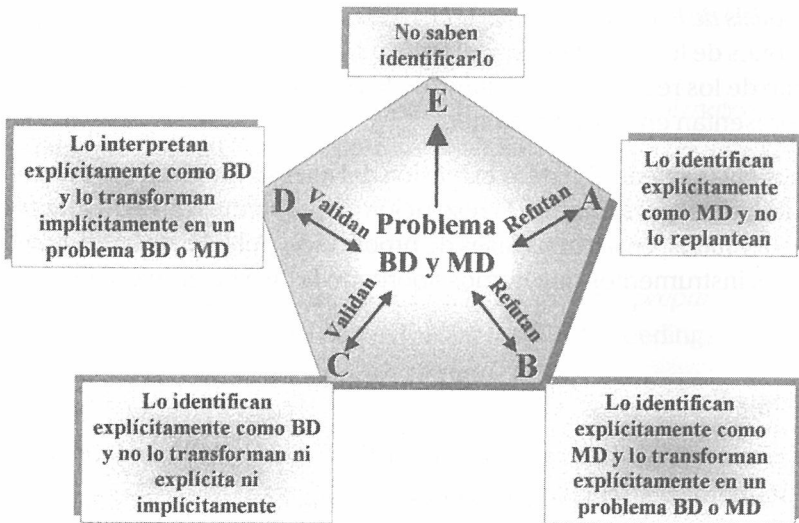 No saben
identificarlo
E
Lo interpretan
explícitamente como BD
y lo transforman
implícitamente en un
problema BD o MD
D
Validan
Problema
BD y MD
Refutan
A
Lo identifican
explícitamente
como MD y no
lo replantean
Validan
C
Refutan
B
Lo identifican
explícitamente como BD
y no lo transforman ni
explícita ni
implícitamente
Lo identifican
explícitamente como
MD y lo transforman
explícitamente en un
problema BD o MD